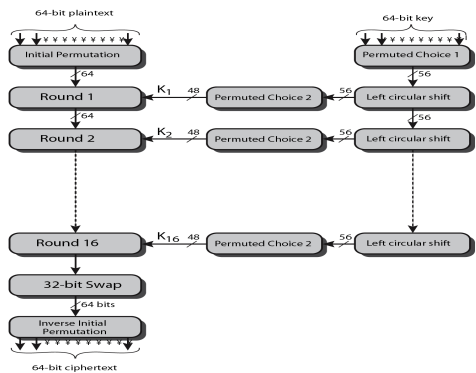 64-bit plaintext
64-bit key
¥ ¥ ¥ ¥ ¥ ¥ ¥ ¥ ¥
¥ ¥ ¥ ¥ ¥ ¥ ¥ ¥ ¥
Initial Permutation
Permuted Choice 1
64
56
Round 1
K1
48
Permuted Choice 2
56
Left circular shift
64
56
Round 2
K2
48
Permuted Choice 2
56
Left circular shift
Round 16
K16
48
Permuted Choice 2
56
Left circular shift
32-bit Swap
64 bits
Inverse Initial
Permutation
¥ ¥ ¥ ¥ ¥ ¥ ¥ ¥ ¥
64-bit ciphertext